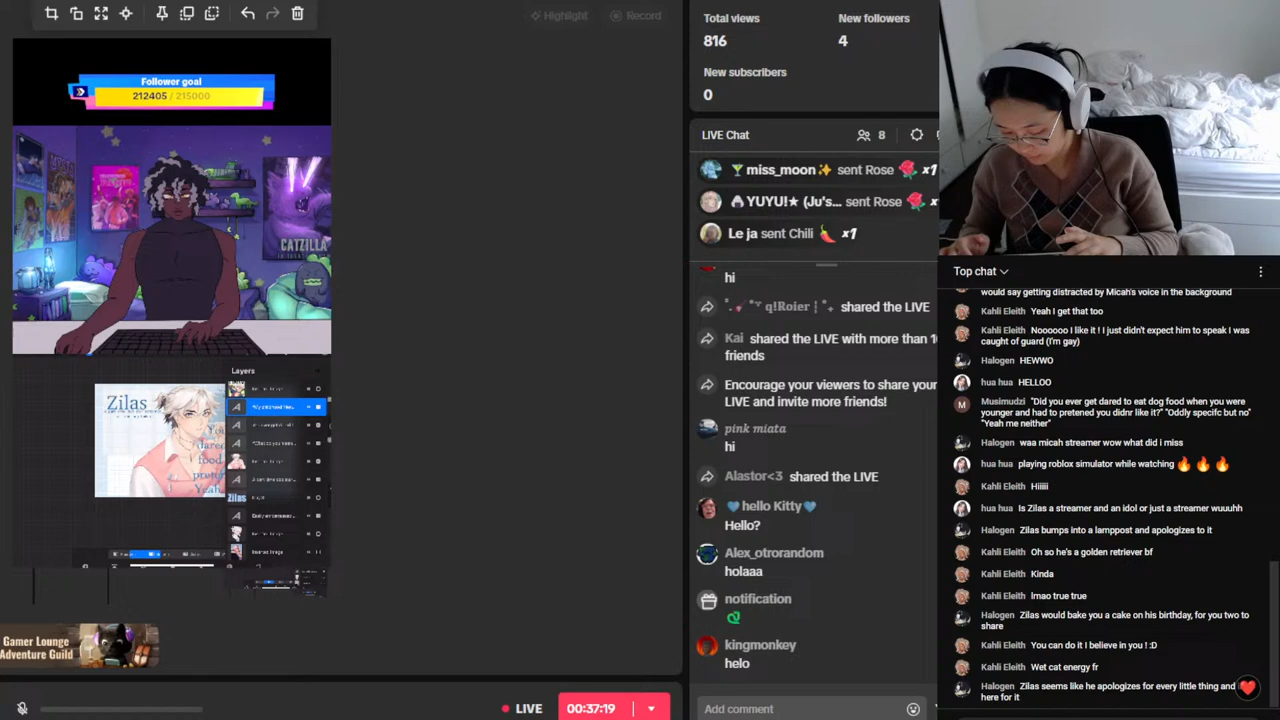 Highlight
Record
Follower goal
212405 / 215000
CATZILLA
Layers
Zilas
You
dared
food
preten
Yeah
Zilas
Gamer Lounge
Adventure Guild
LIVE
00:37:19
Total views
816
New followers
4
New subscribers
0
LIVE Chat
8
miss_moon✨ sent Rose 🌹 x1
YUYU!★ (Ju's... sent Rose 🌹 x1
Le ja sent Chili 🌶️ x1
hi
q!Roier shared the LIVE
Kai shared the LIVE with more than 1
friends
Encourage your viewers to share your
LIVE and invite more friends!
pink miata
hi
Alastor<3 shared the LIVE
💙hello Kitty💙
Hello?
Alex_otrorandom
holaaa
notification
kingmonkey
helo
Add comment
Top chat
would say getting distracted by Micah's voice in the background
Kahli Eleith Yeah I get that too
Kahli Eleith Noooooo I like it ! I just didn't expect him to speak I was
caught of guard (I'm gay)
Halogen HEWWO
hua hua HELLOO
M
Musimudzi "Did you ever get dared to eat dog food when you were
younger and had to pretened you didnr like it?" "Oddly specifc but no"
"Yeah me neither"
Halogen waa micah streamer wow what did i miss
hua hua playing roblox simulator while watching 🔥🔥🔥
Kahli Eleith Hiiiii
hua hua Is Zilas a streamer and an idol or just a streamer wuuuhh
Halogen Zilas bumps into a lamppost and apologizes to it
Kahli Eleith Oh so he's a golden retriever bf
Kahli Eleith Kinda
Kahli Eleith lmao true true
Halogen Zilas would bake you a cake on his birthday, for you two to
share
Kahli Eleith You can do it I believe in you ! :D
Kahli Eleith Wet cat energy fr
Halogen Zilas seems like he apologizes for every little thing and
here for it